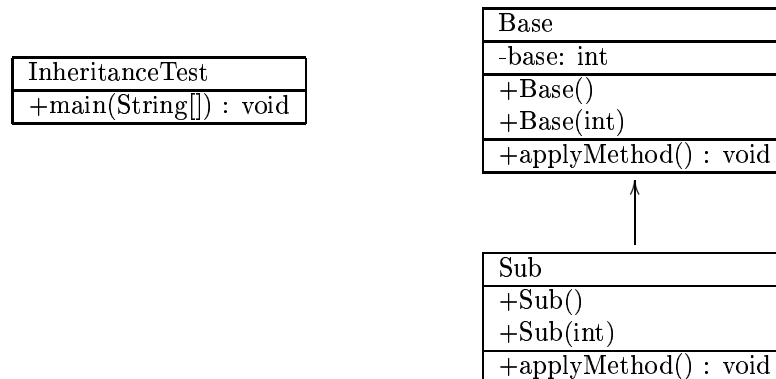 InheritanceTest
+main(String[]) : void
Base
-base: int
+Base()
+Base(int)
+applyMethod() : void
Sub
+Sub()
+Sub(int)
+applyMethod() : void